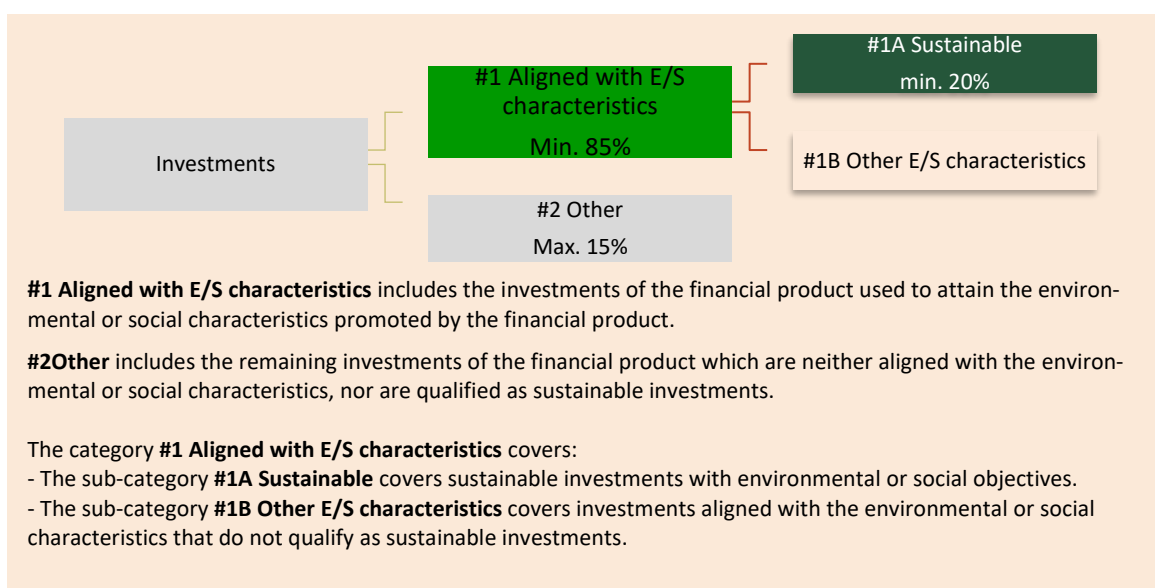 #1A Sustainable
min. 20%
#1 Aligned with E/S
characteristics
Min. 85%
Investments
#1B Other E/S characteristics
#2 Other
Max. 15%
#1 Aligned with E/S characteristics includes the investments of the financial product used to attain the environ-
mental or social characteristics promoted by the financial product.
#2Other includes the remaining investments of the financial product which are neither aligned with the environ-
mental or social characteristics, nor are qualified as sustainable investments.
The category #1 Aligned with E/S characteristics covers:
- The sub-category #1A Sustainable covers sustainable investments with environmental or social objectives.
- The sub-category #1B Other E/S characteristics covers investments aligned with the environmental or social
characteristics that do not qualify as sustainable investments.